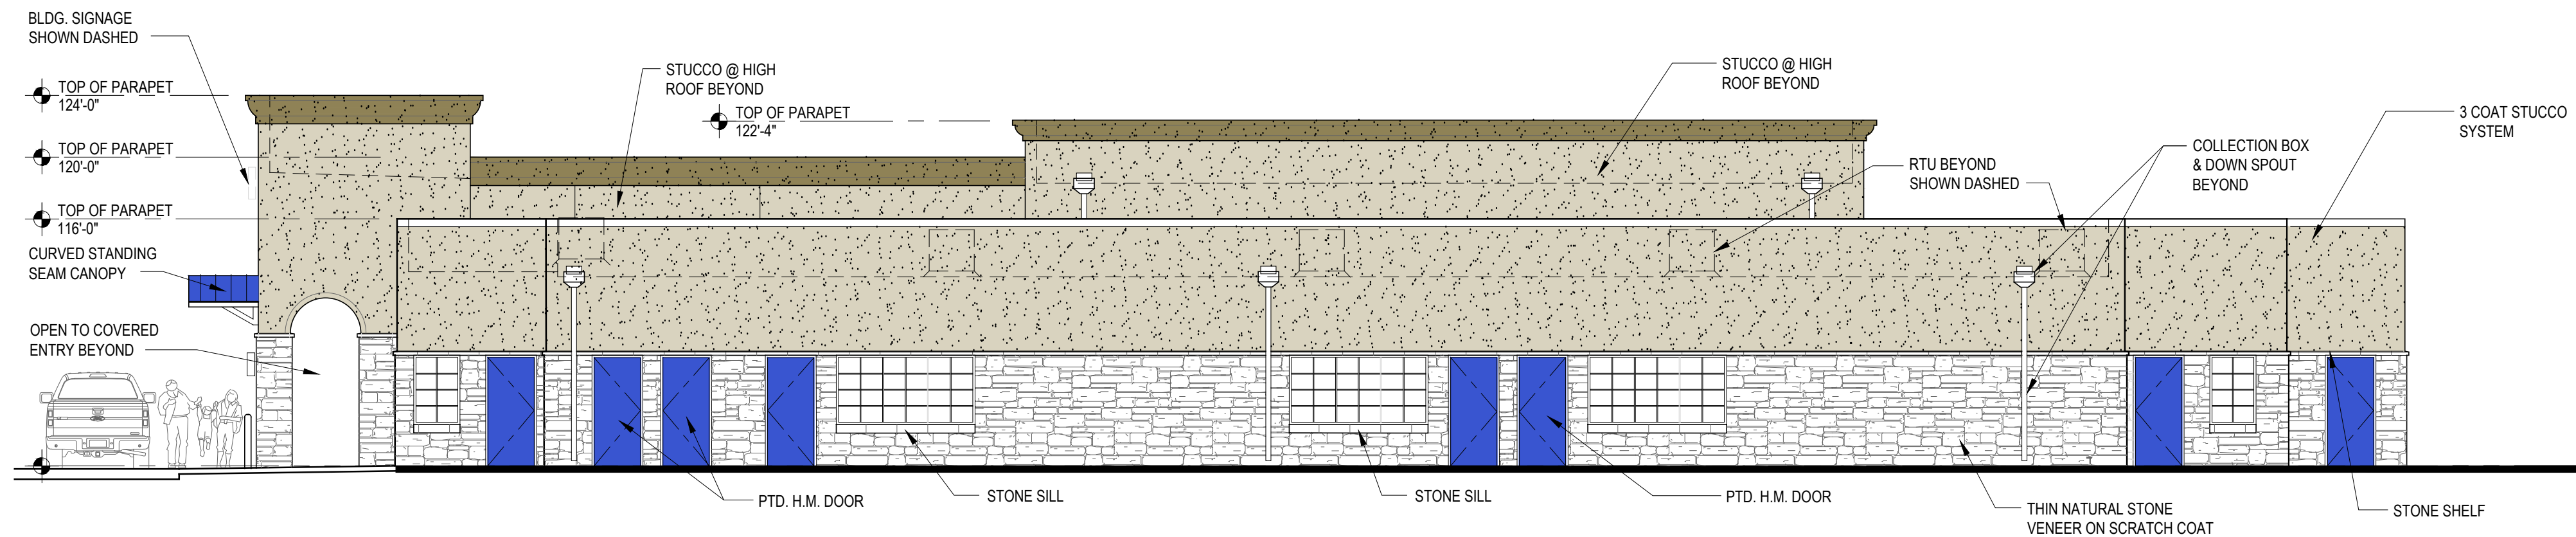 BLDG. SIGNAGE
SHOWN DASHED
TOP OF PARAPET
124'-0"
TOP OF PARAPET
120'-0"
TOP OF PARAPET
116'-0"
CURVED STANDING
SEAM CANOPY
OPEN TO COVERED
ENTRY BEYOND
STUCCO @ HIGH
ROOF BEYOND
TOP OF PARAPET
122'-4"
STUCCO @ HIGH
ROOF BEYOND
RTU BEYOND
SHOWN DASHED
COLLECTION BOX
& DOWN SPOUT
BEYOND
3 COAT STUCCO
SYSTEM
PTD. H.M. DOOR
STONE SILL
STONE SILL
PTD. H.M. DOOR
THIN NATURAL STONE
VENEER ON SCRATCH COAT
STONE SHELF